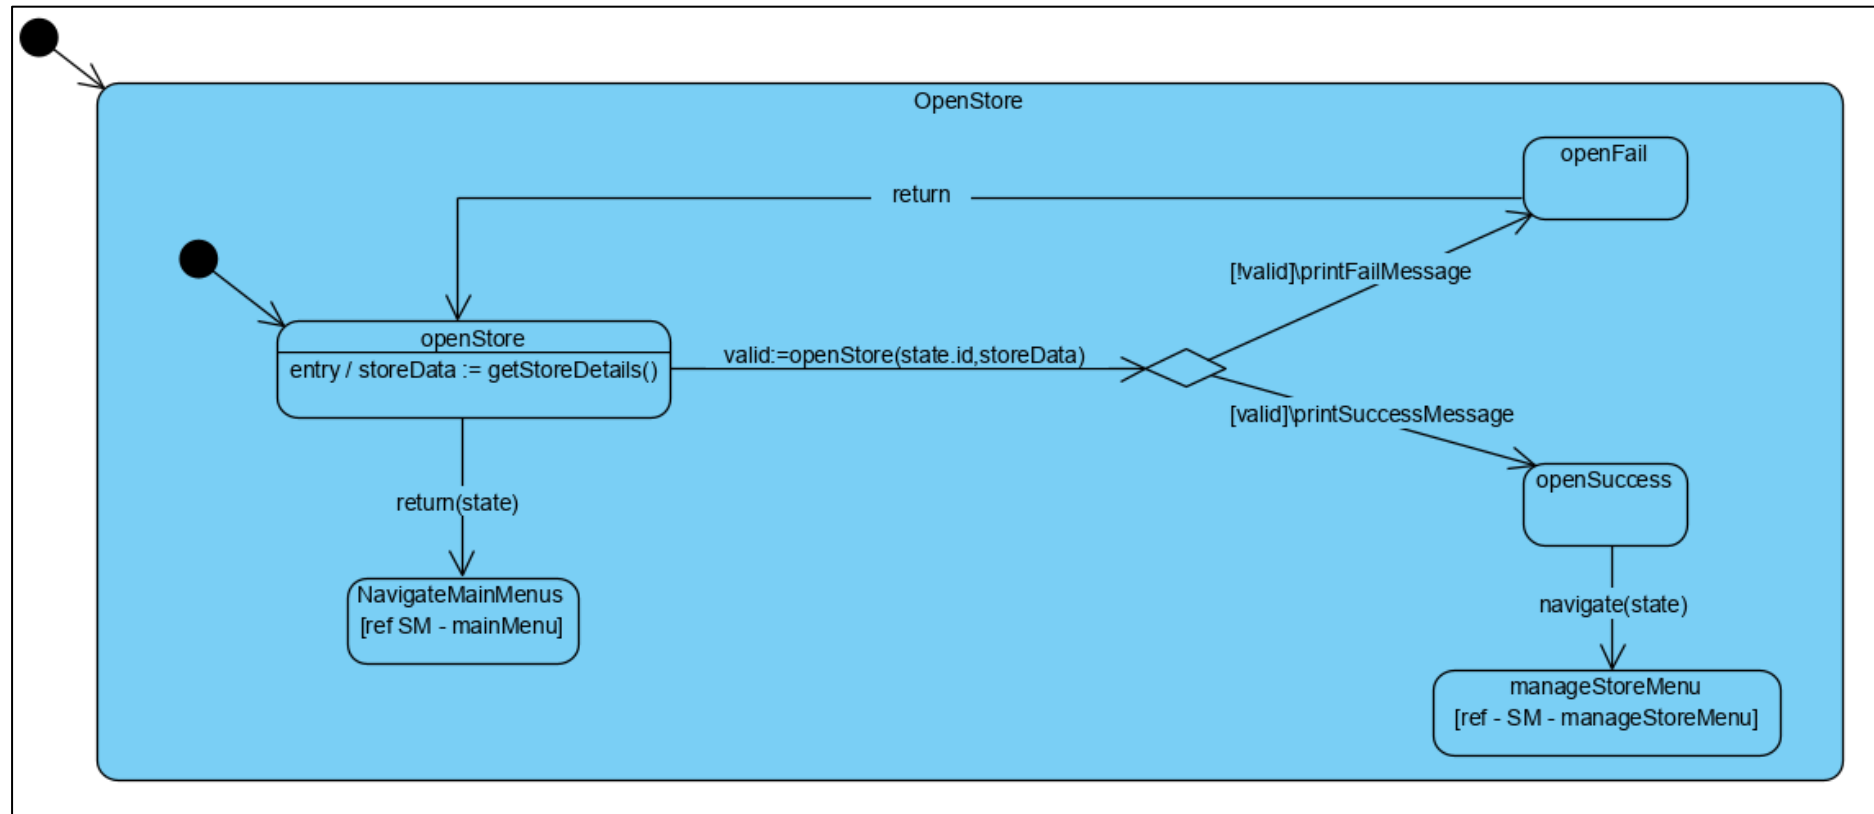 OpenStore
openFail
return
[!valid]\printFailMessage
openStore
entry / storeData := getStoreDetails()
valid:=openStore(state.id,storeData)
[valid]\printSuccessMessage
openSuccess
return(state)
NavigateMainMenus
[ref SM - mainMenu]
navigate(state)
manageStoreMenu
[ref - SM - manageStoreMenu]